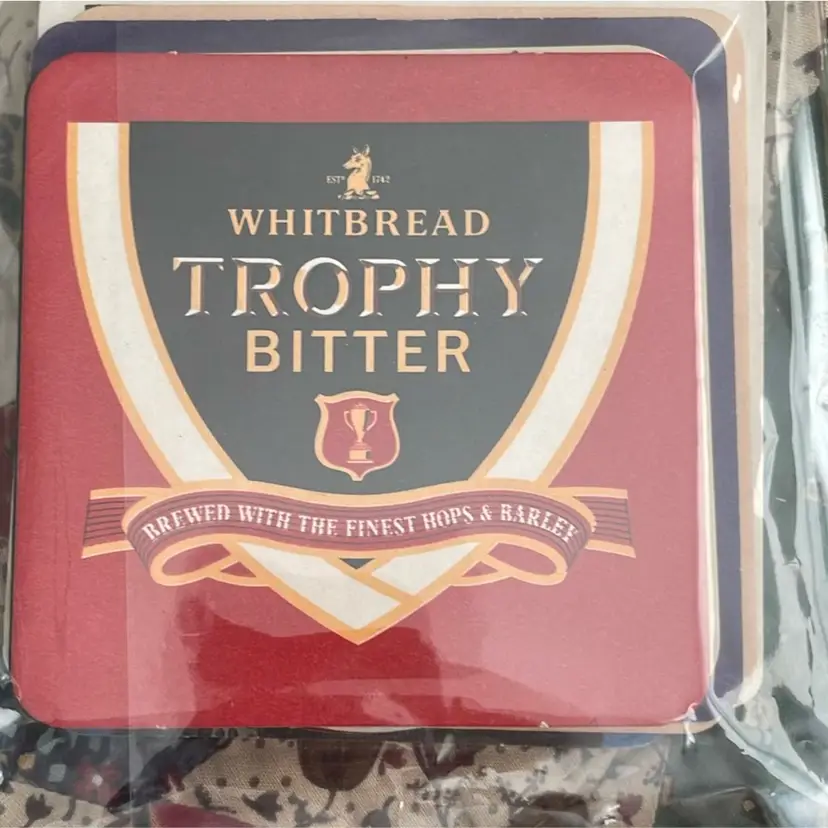 ESTD 1742
WHITBREAD
TROPHY
BITTER
BREWED WITH THE FINEST HOPS & BARLEY